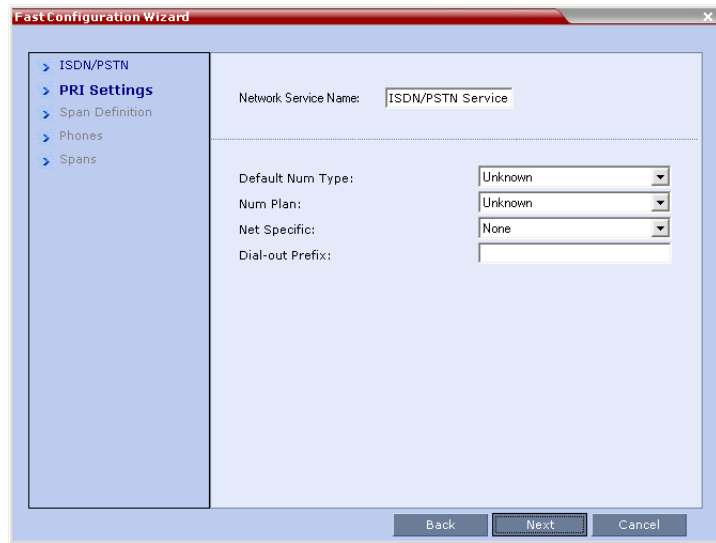 Fast Configuration Wizard
ISDN/PSTN
PRI Settings
Span Definition
Phones
Spans
Network Service Name: ISDN/PSTN Service
Default Num Type: Unknown
Num Plan: Unknown
Net Specific: None
Dial-out Prefix:
Back Next Cancel